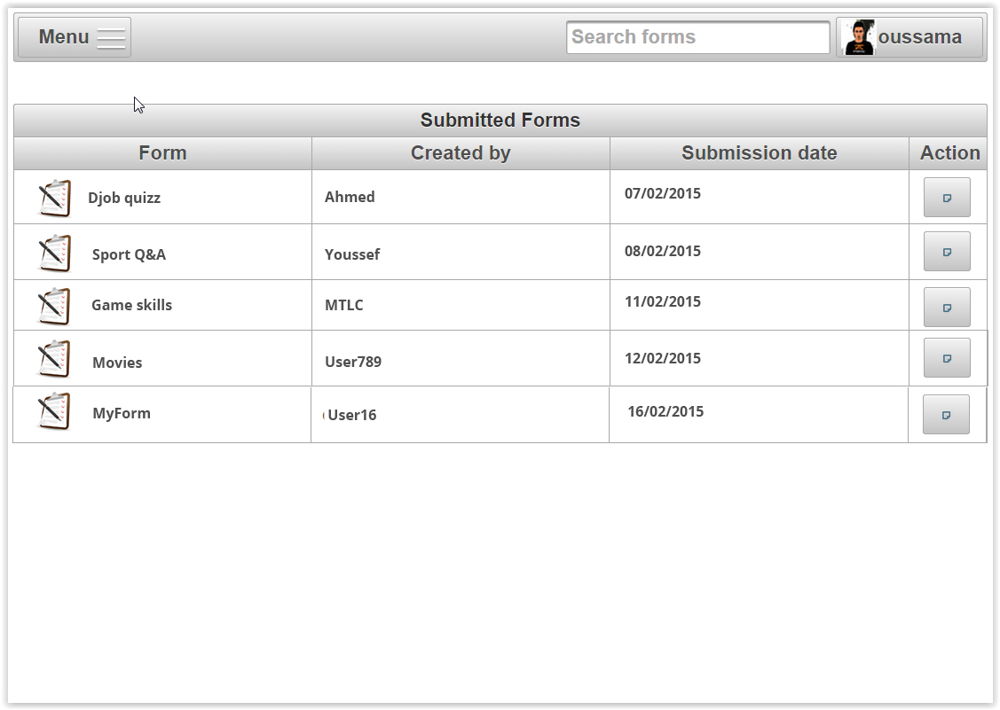 Menu Search forms oussama
Submitted Forms
Form Created by Submission date Action
Djob quizz Ahmed 07/02/2015
Sport Q&A Youssef 08/02/2015
Game skills MTLC 11/02/2015
Movies User789 12/02/2015
MyForm User16 16/02/2015